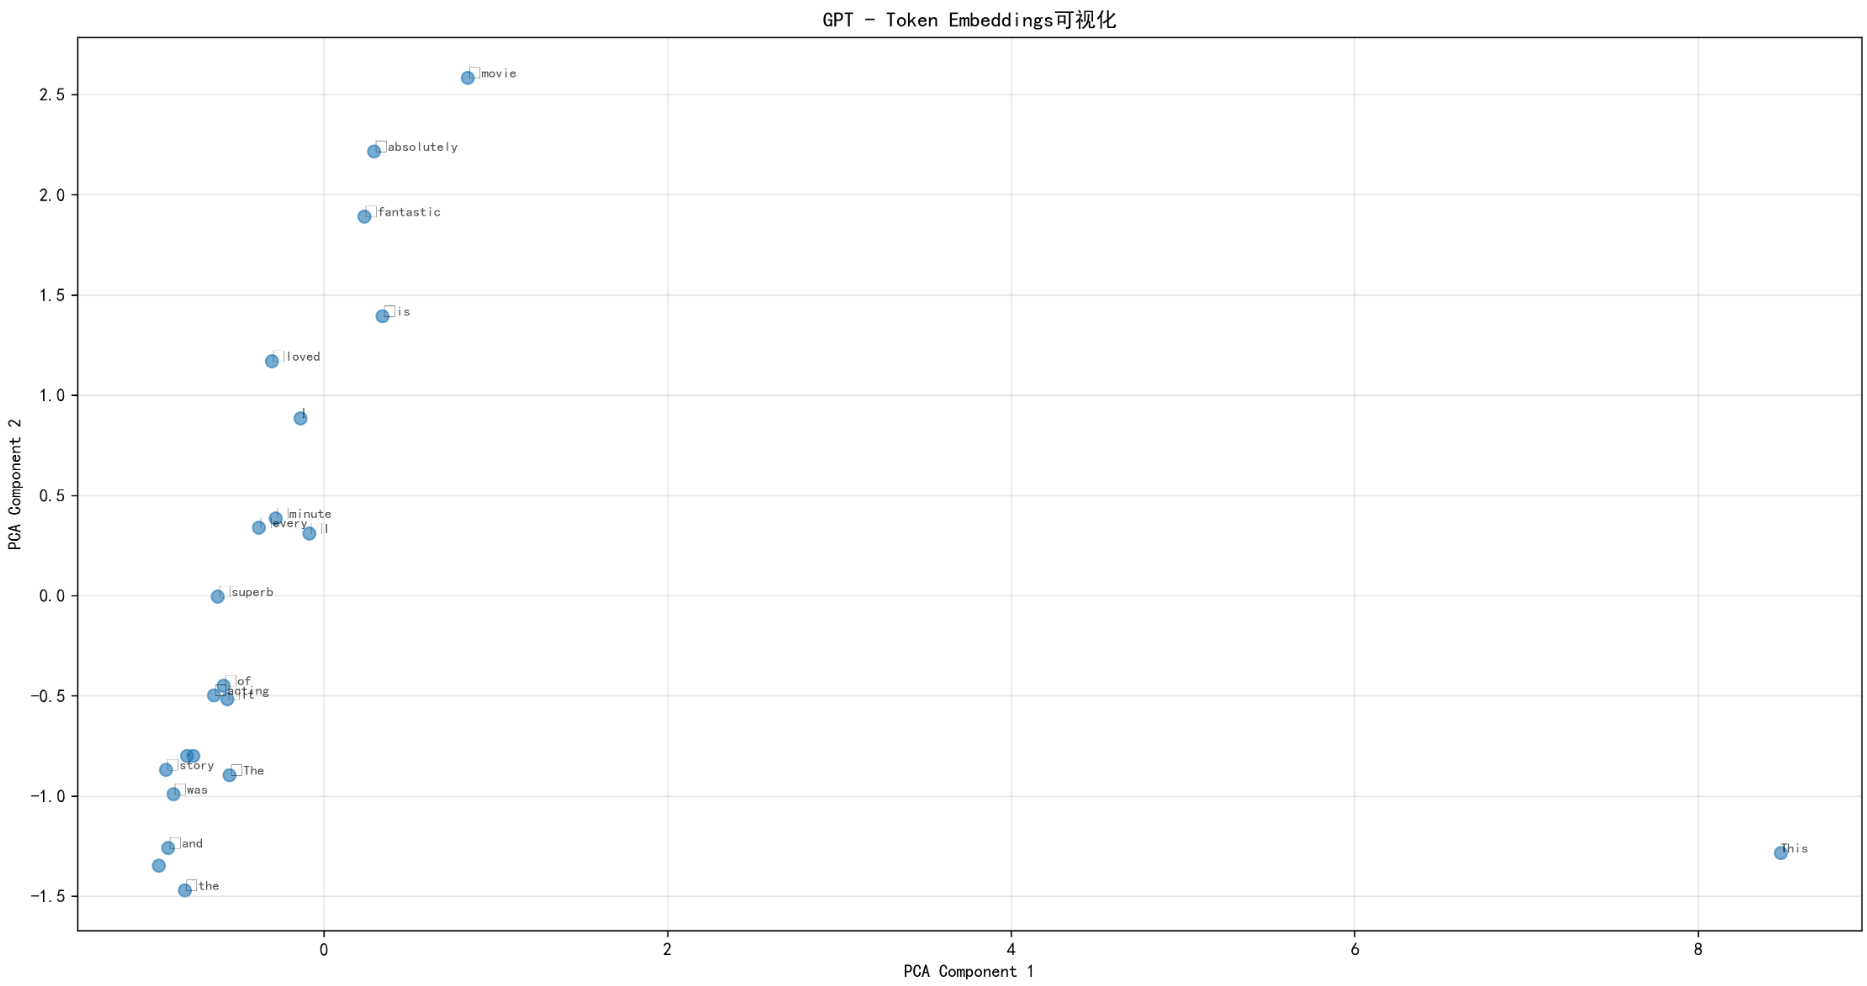 GPT - Token Embeddings可视化
PCA Component 2
2.5
2.0
1.5
1.0
0.5
0.0
-0.5
-1.0
-1.5
□movie
□absolutely
□fantastic
□is
□loved
!
□minute
□every
□I
□superb
□of
□acting
□It
□story
□The
□was
□and
□the
This
0
2
4
6
8
PCA Component 1